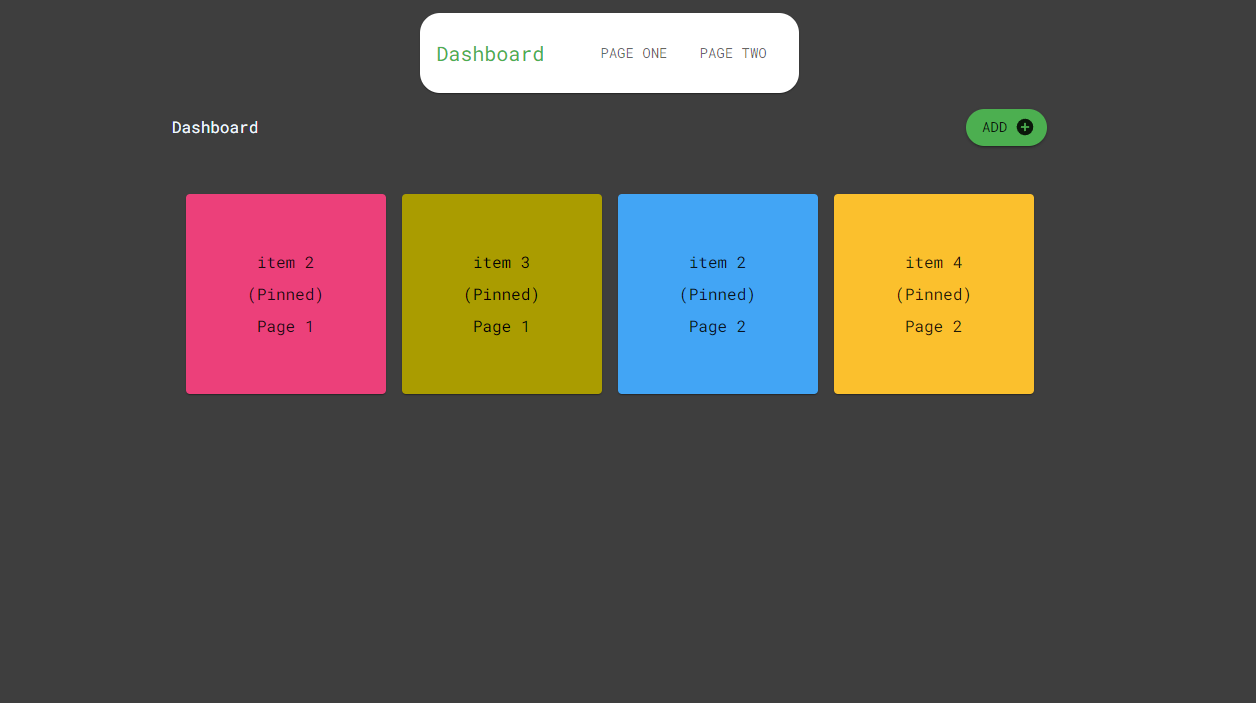 Dashboard PAGE ONE PAGE TWO
Dashboard ADD
item 2
(Pinned)
Page 1
item 3
(Pinned)
Page 1
item 2
(Pinned)
Page 2
item 4
(Pinned)
Page 2